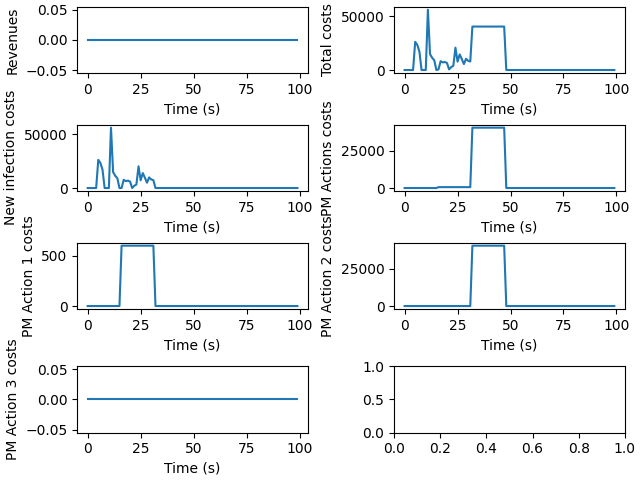 Revenues
0.05
0.00
−0.05
0 25 50 75 100
Time (s)
Total costs
50000
0
0 25 50 75 100
Time (s)
New infection costs
50000
0
0 25 50 75 100
Time (s)
PM Actions costs
25000
0
0 25 50 75 100
Time (s)
PM Action 1 costs
500
0
0 25 50 75 100
Time (s)
PM Action 2 costs
25000
0
0 25 50 75 100
Time (s)
PM Action 3 costs
0.05
0.00
−0.05
0 25 50 75 100
Time (s)
1.0
0.5
0.0
0.0 0.2 0.4 0.6 0.8 1.0